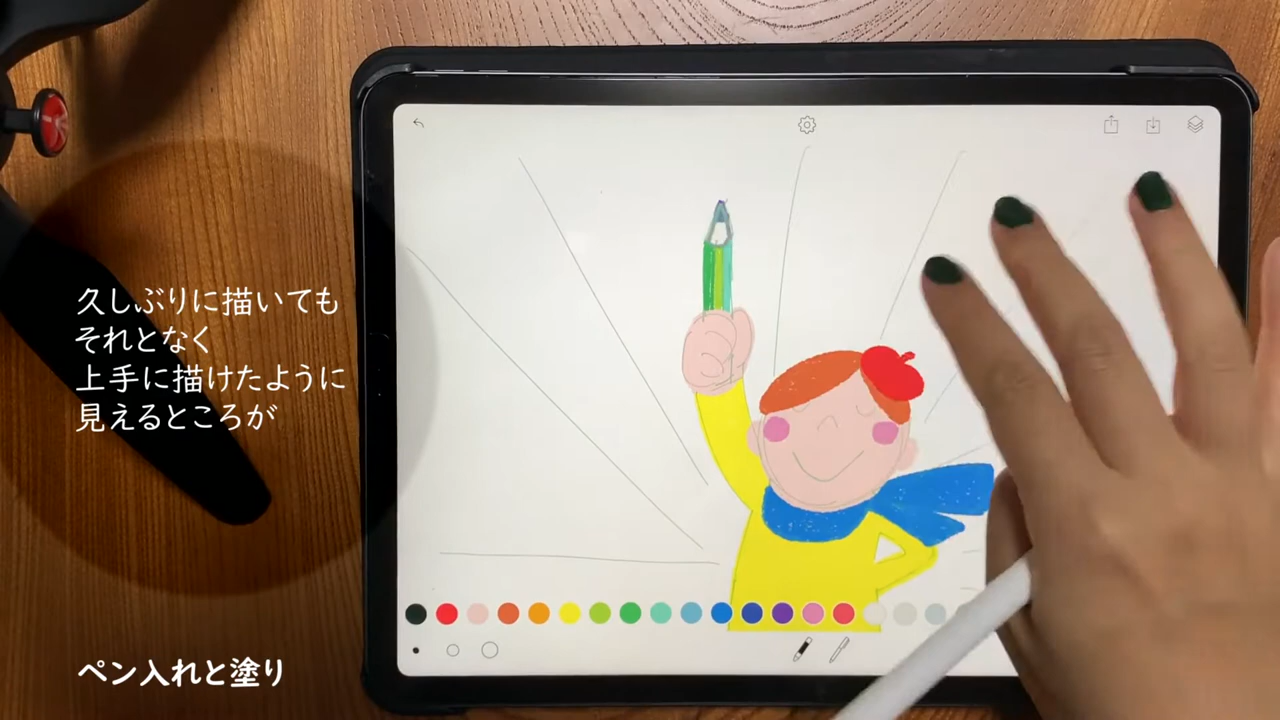 久しぶりに描いても
それとなく
上手に描けたように
見えるところが
ペン入れと塗り